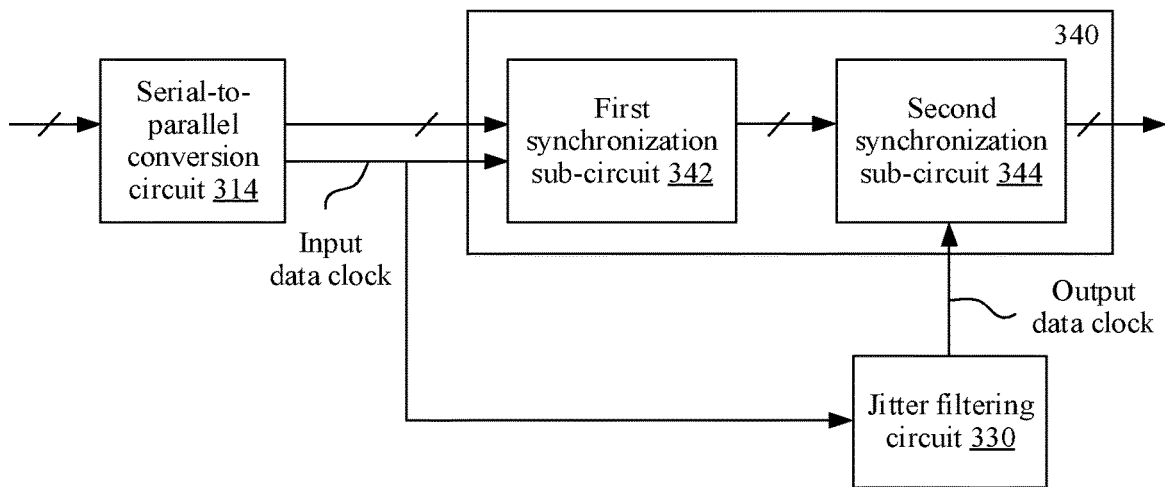 340
Serial-to-
parallel
conversion
circuit 314
First
synchronization
sub-circuit 342
Second
synchronization
sub-circuit 344
Input
data clock
Output
data clock
Jitter filtering
circuit 330